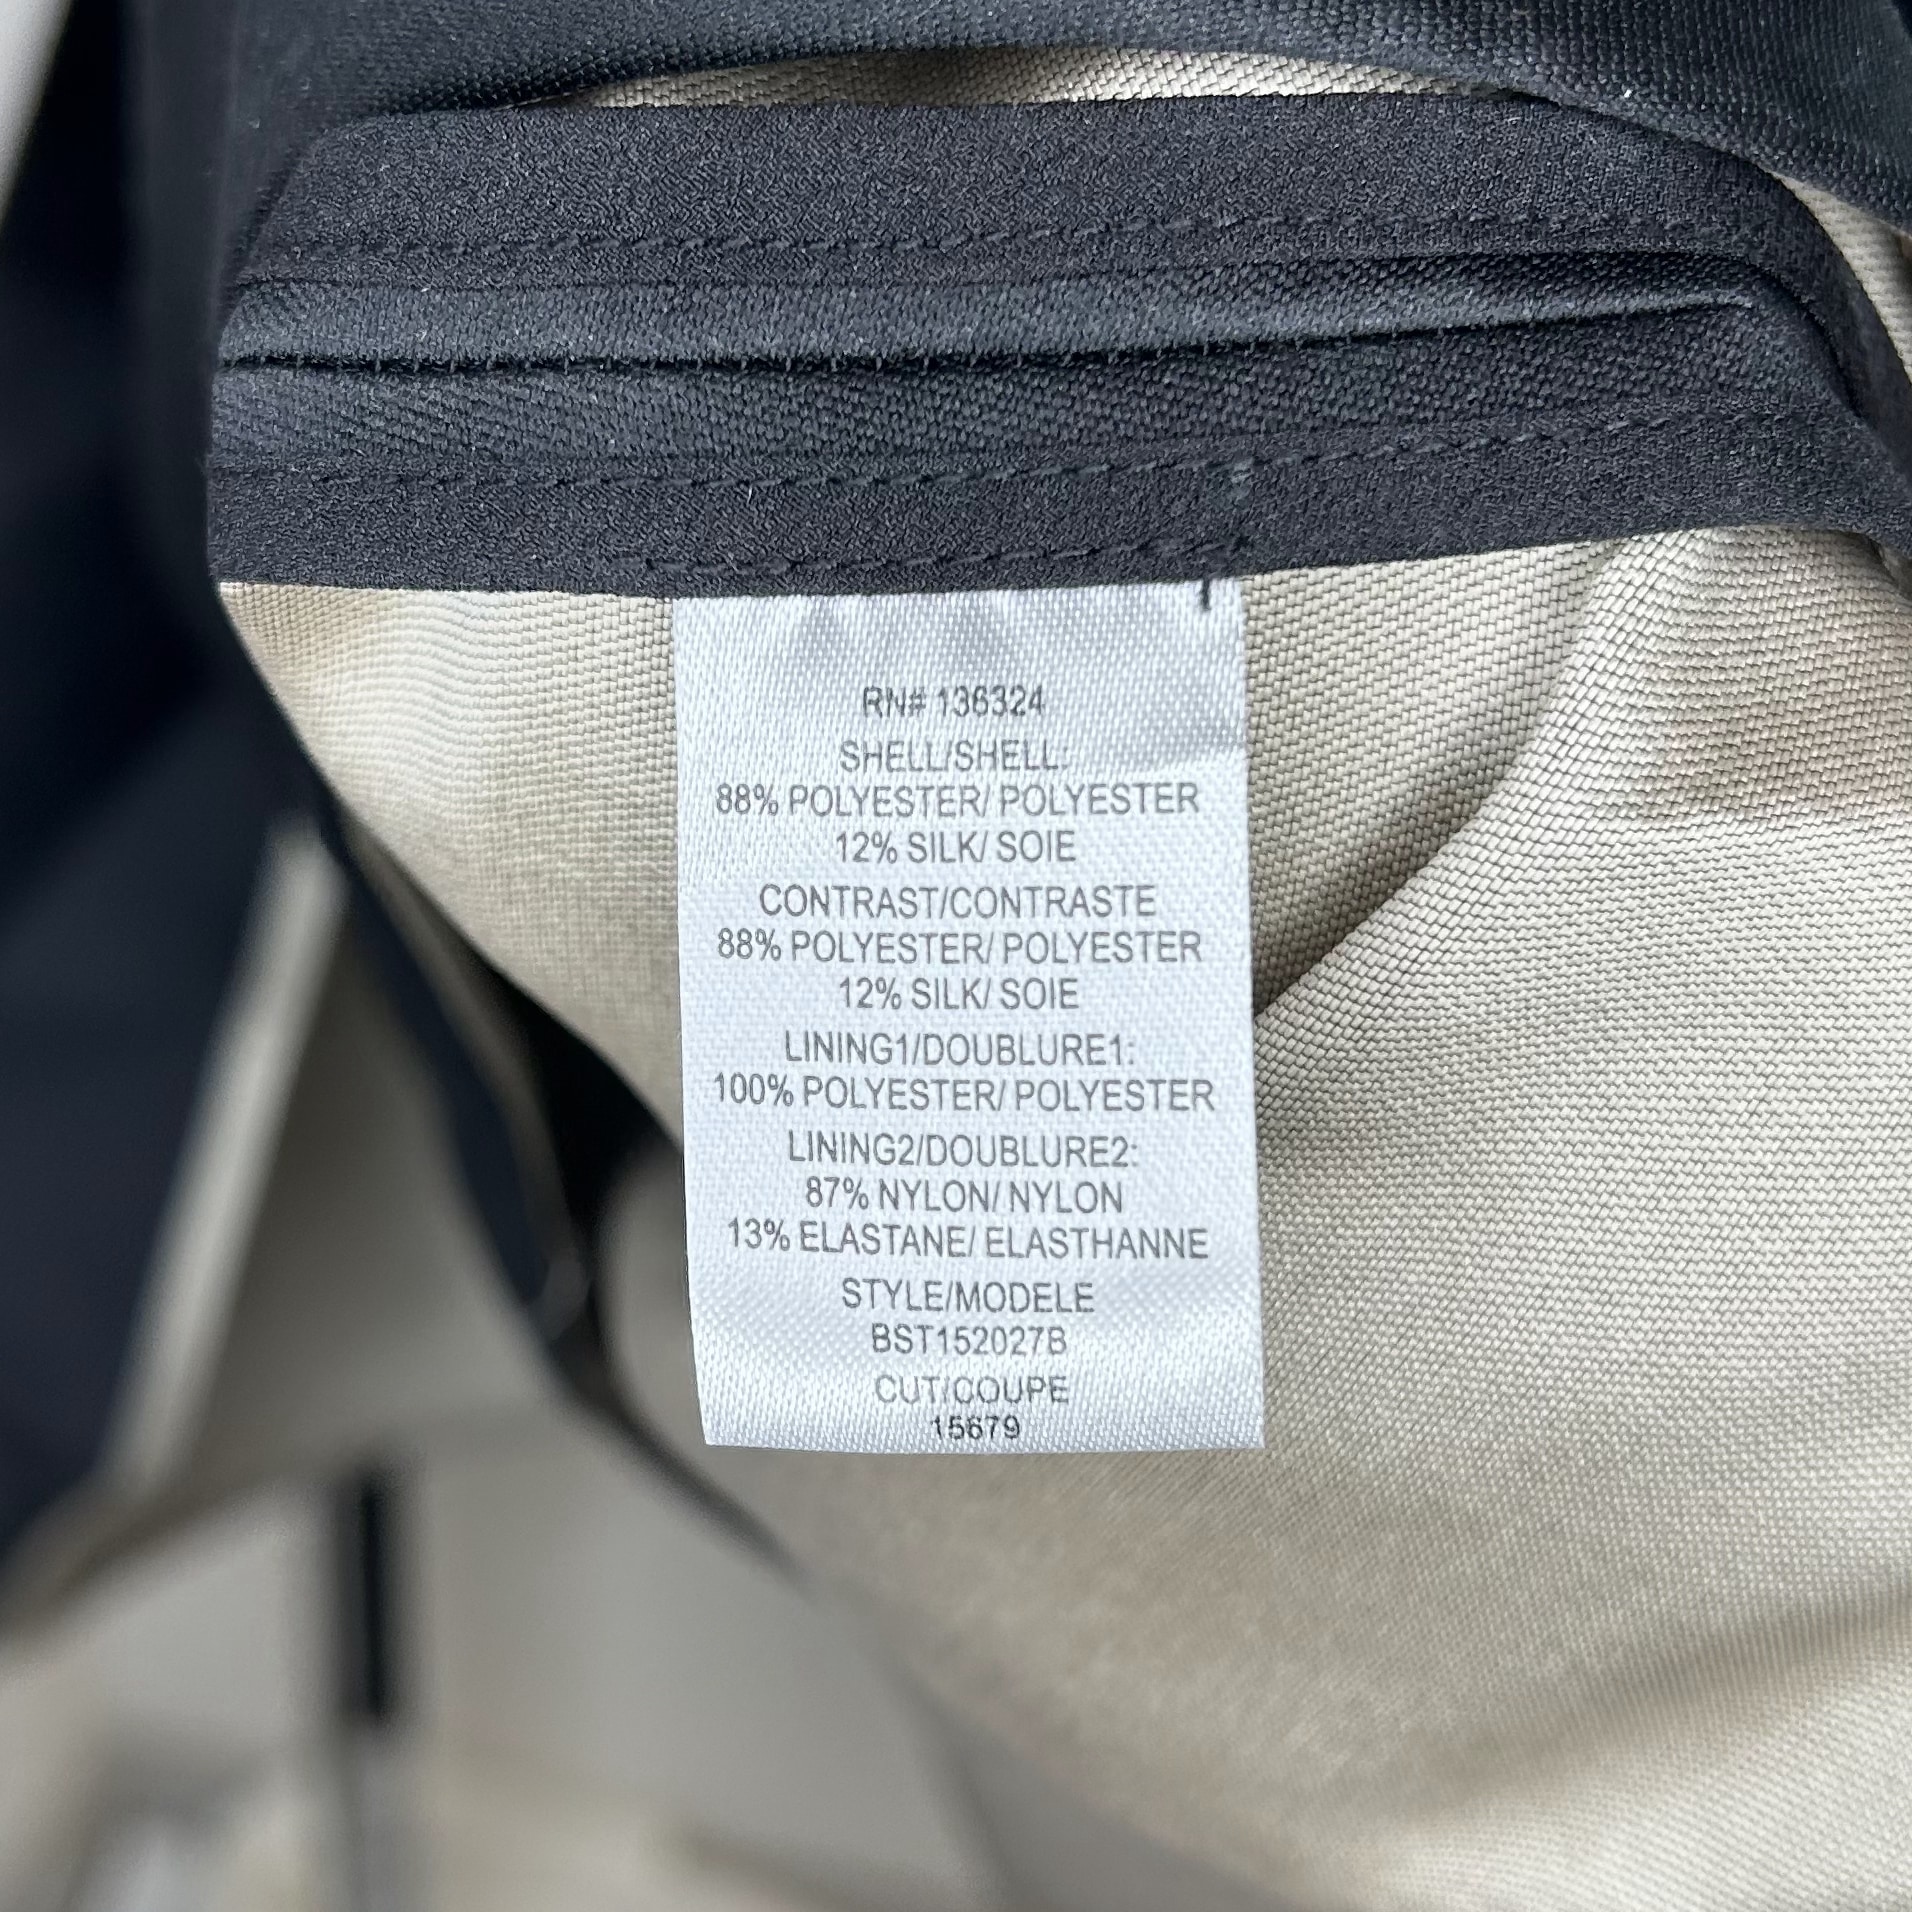 RN# 136324
SHELL/SHELL:
88% POLYESTER/ POLYESTER
12% SILK/ SOIE
CONTRAST/CONTRASTE
88% POLYESTER/ POLYESTER
12% SILK/ SOIE
LINING1/DOUBLURE1:
100% POLYESTER/ POLYESTER
LINING2/DOUBLURE2:
87% NYLON/ NYLON
13% ELASTANE/ ELASTHANNE
STYLE/MODELE
BST152027B
CUT/COUPE
15679